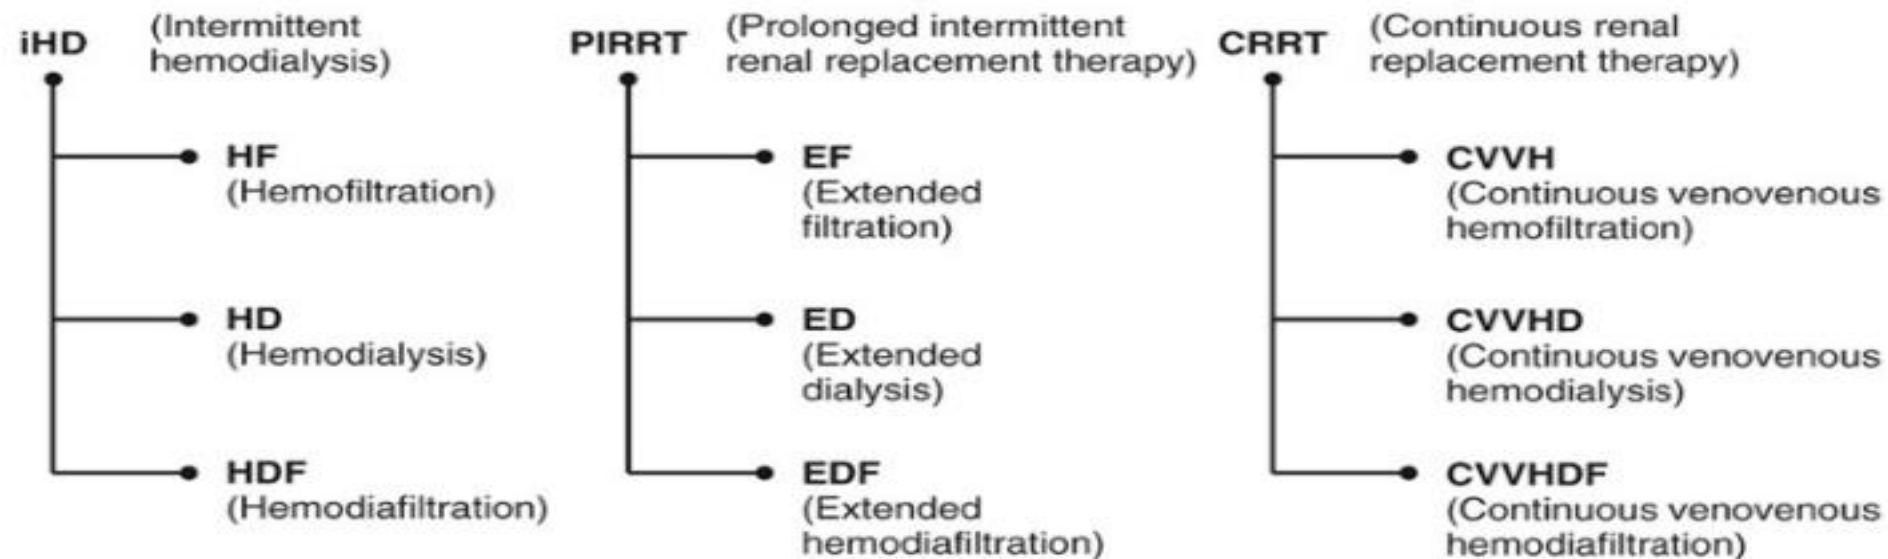 iHD
(Intermittent
hemodialysis)
HF
(Hemofiltration)
HD
(Hemodialysis)
HDF
(Hemodiafiltration)
PIRRT
(Prolonged intermittent
renal replacement therapy)
EF
(Extended
filtration)
ED
(Extended
dialysis)
EDF
(Extended
hemodiafiltration)
CRRT
(Continuous renal
replacement therapy)
CVVH
(Continuous venovenous
hemofiltration)
CVVHD
(Continuous venovenous
hemodialysis)
CVVHDF
(Continuous venovenous
hemodiafiltration)